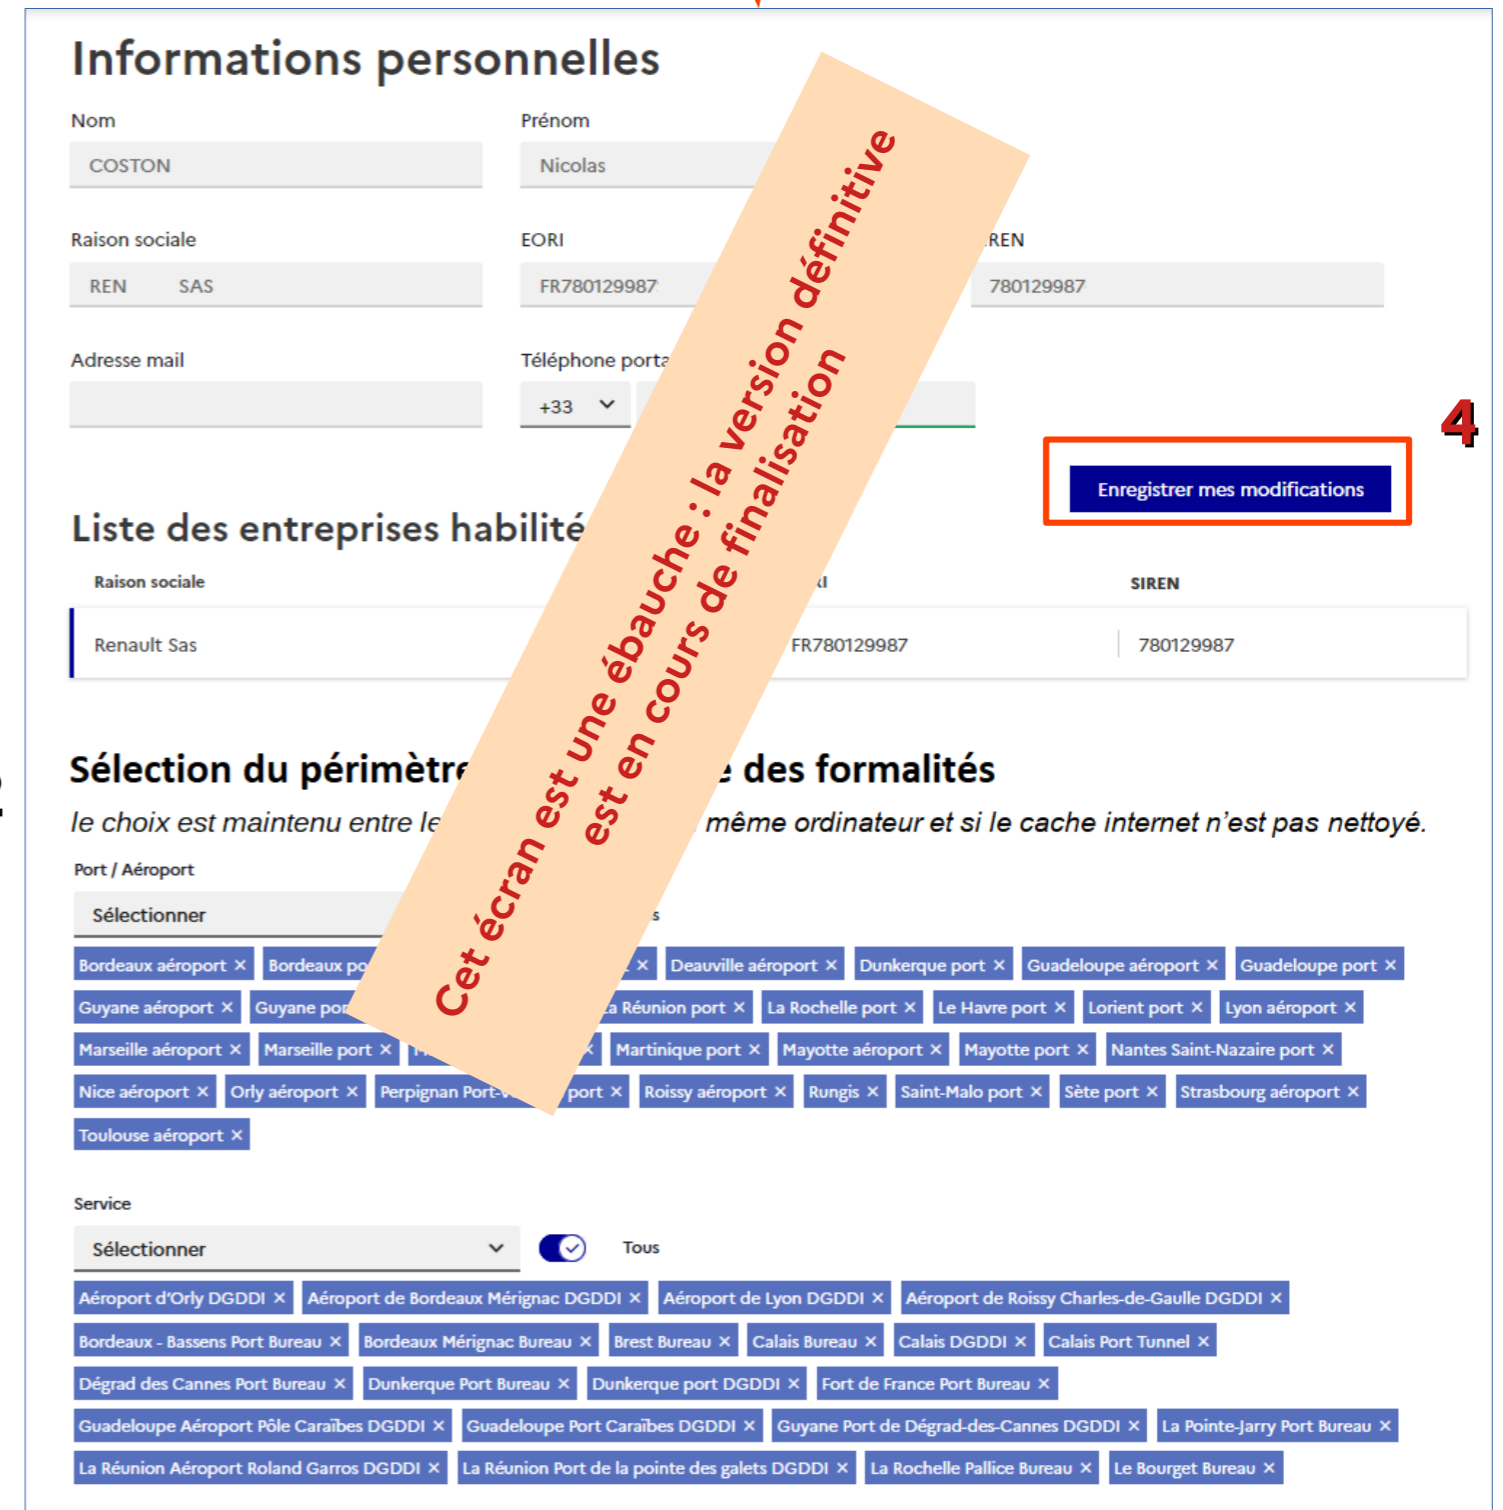 Informations personnelles
Nom Prénom
COSTON Nicolas
Raison sociale EORI REN
REN SAS FR780129987 780129987
Adresse mail Téléphone porta
+33
4
Enregistrer mes modifications
Liste des entreprises habilité
Raison sociale RI SIREN
Renault Sas FR780129987 780129987
Cet écran est une ébauche : la version définitive
est en cours de finalisation
Sélection du périmètre des formalités
le choix est maintenu entre le même ordinateur et si le cache internet n'est pas nettoyé.
Port / Aéroport
Sélectionner s
Bordeaux aéroport × Bordeaux po × Deauville aéroport × Dunkerque port × Guadeloupe aéroport × Guadeloupe port ×
Guyane aéroport × Guyane por La Réunion port × La Rochelle port × Le Havre port × Lorient port × Lyon aéroport ×
Marseille aéroport × Marseille port × × Martinique port × Mayotte aéroport × Mayotte port × Nantes Saint-Nazaire port ×
Nice aéroport × Orly aéroport × Perpignan Port- port × Roissy aéroport × Rungis × Saint-Malo port × Sète port × Strasbourg aéroport ×
Toulouse aéroport ×
Service
Sélectionner Tous
Aéroport d'Orly DGDDI × Aéroport de Bordeaux Mérignac DGDDI × Aéroport de Lyon DGDDI × Aéroport de Roissy Charles-de-Gaulle DGDDI ×
Bordeaux - Bassens Port Bureau × Bordeaux Mérignac Bureau × Brest Bureau × Calais Bureau × Calais DGDDI × Calais Port Tunnel ×
Dégrad des Cannes Port Bureau × Dunkerque Port Bureau × Dunkerque port DGDDI × Fort de France Port Bureau ×
Guadeloupe Aéroport Pôle Caraïbes DGDDI × Guadeloupe Port Caraïbes DGDDI × Guyane Port de Dégrad-des-Cannes DGDDI × La Pointe-Jarry Port Bureau ×
La Réunion Aéroport Roland Garros DGDDI × La Réunion Port de la pointe des galets DGDDI × La Rochelle Pallice Bureau × Le Bourget Bureau ×